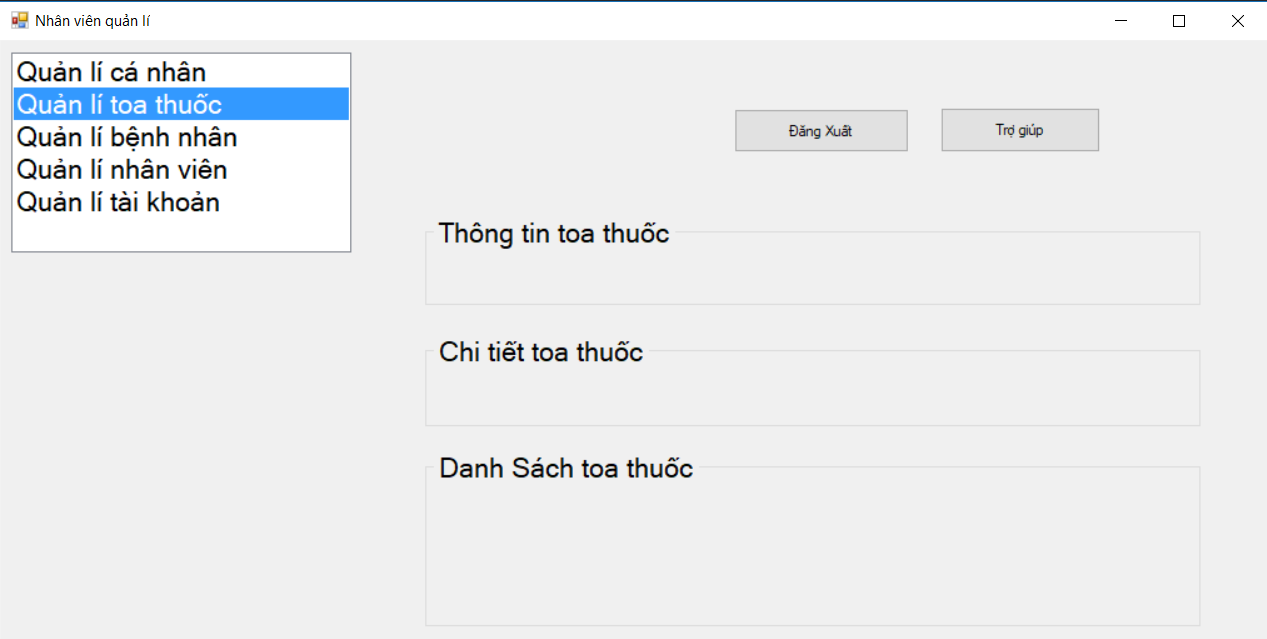 Nhân viên quản lí
Quản lí cá nhân
Quản lí toa thuốc
Quản lí bệnh nhân
Quản lí nhân viên
Quản lí tài khoản
Đăng Xuất
Trợ giúp
Thông tin toa thuốc
Chi tiết toa thuốc
Danh Sách toa thuốc